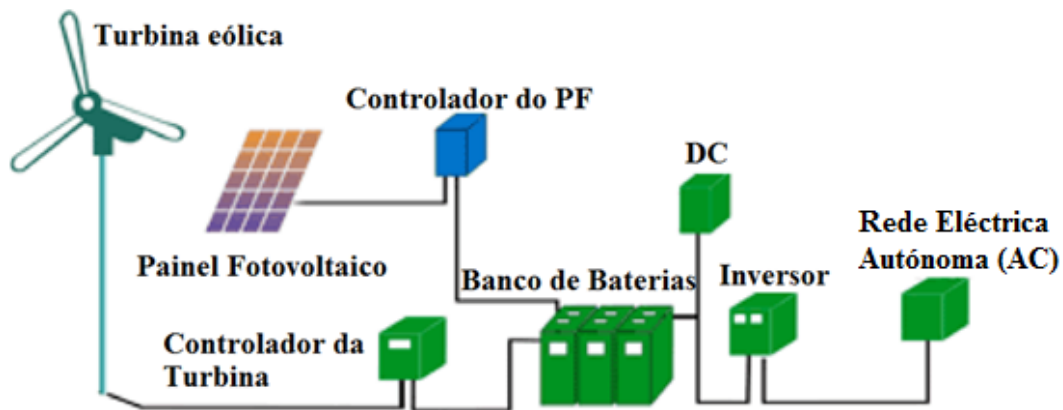 Turbina eólica
Controlador do PF
DC
Rede Eléctrica
Autónoma (AC)
Painel Fotovoltaico
Banco de Baterias
Inversor
Controlador da
Turbina